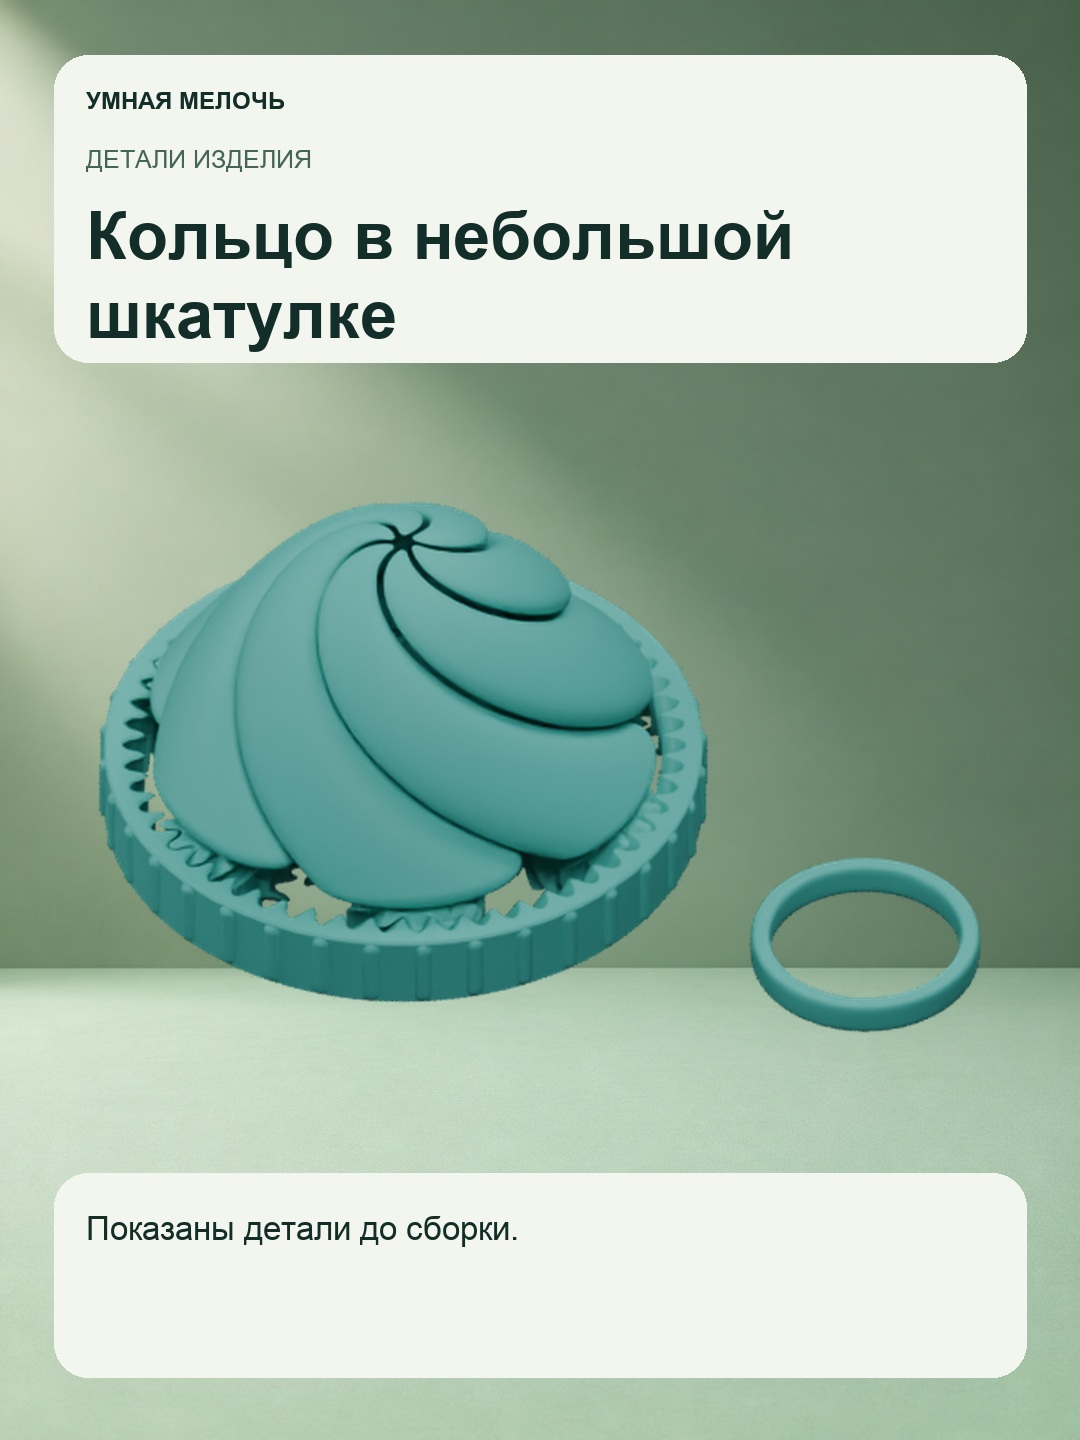 УМНАЯ МЕЛОЧЬ
ДЕТАЛИ ИЗДЕЛИЯ
Кольцо в небольшой
шкатулке
Показаны детали до сборки.